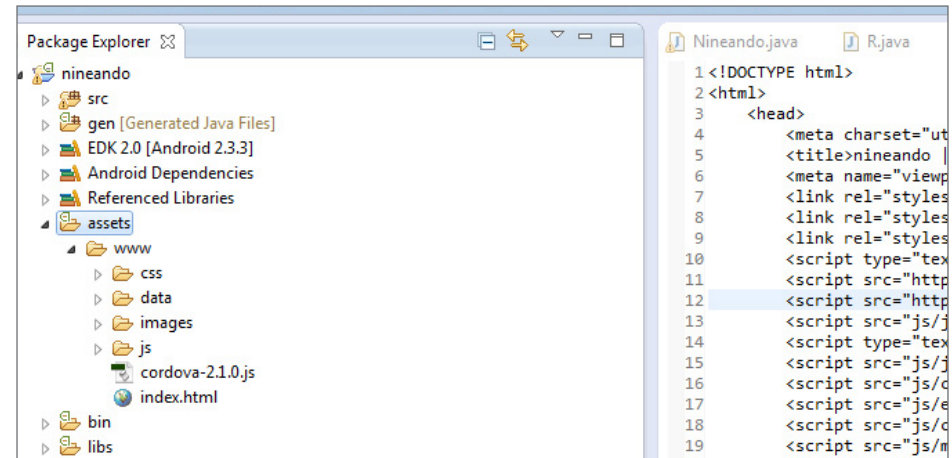 Package Explorer
nineando
src
gen [Generated Java Files]
EDK 2.0 [Android 2.3.3]
Android Dependencies
Referenced Libraries
assets
www
css
data
images
js
cordova-2.1.0.js
index.html
bin
libs
Nineando.java R.java
1 <!DOCTYPE html>
2 <html>
3 <head>
4 <meta charset="ut
5 <title>nineando |
6 <meta name="viewp
7 <link rel="styles
8 <link rel="styles
9 <link rel="styles
10 <script type="tex
11 <script src="http
12 <script src="http
13 <script src="js/j
14 <script type="tex
15 <script src="js/j
16 <script src="js/c
17 <script src="js/e
18 <script src="js/c
19 <script src="js/m